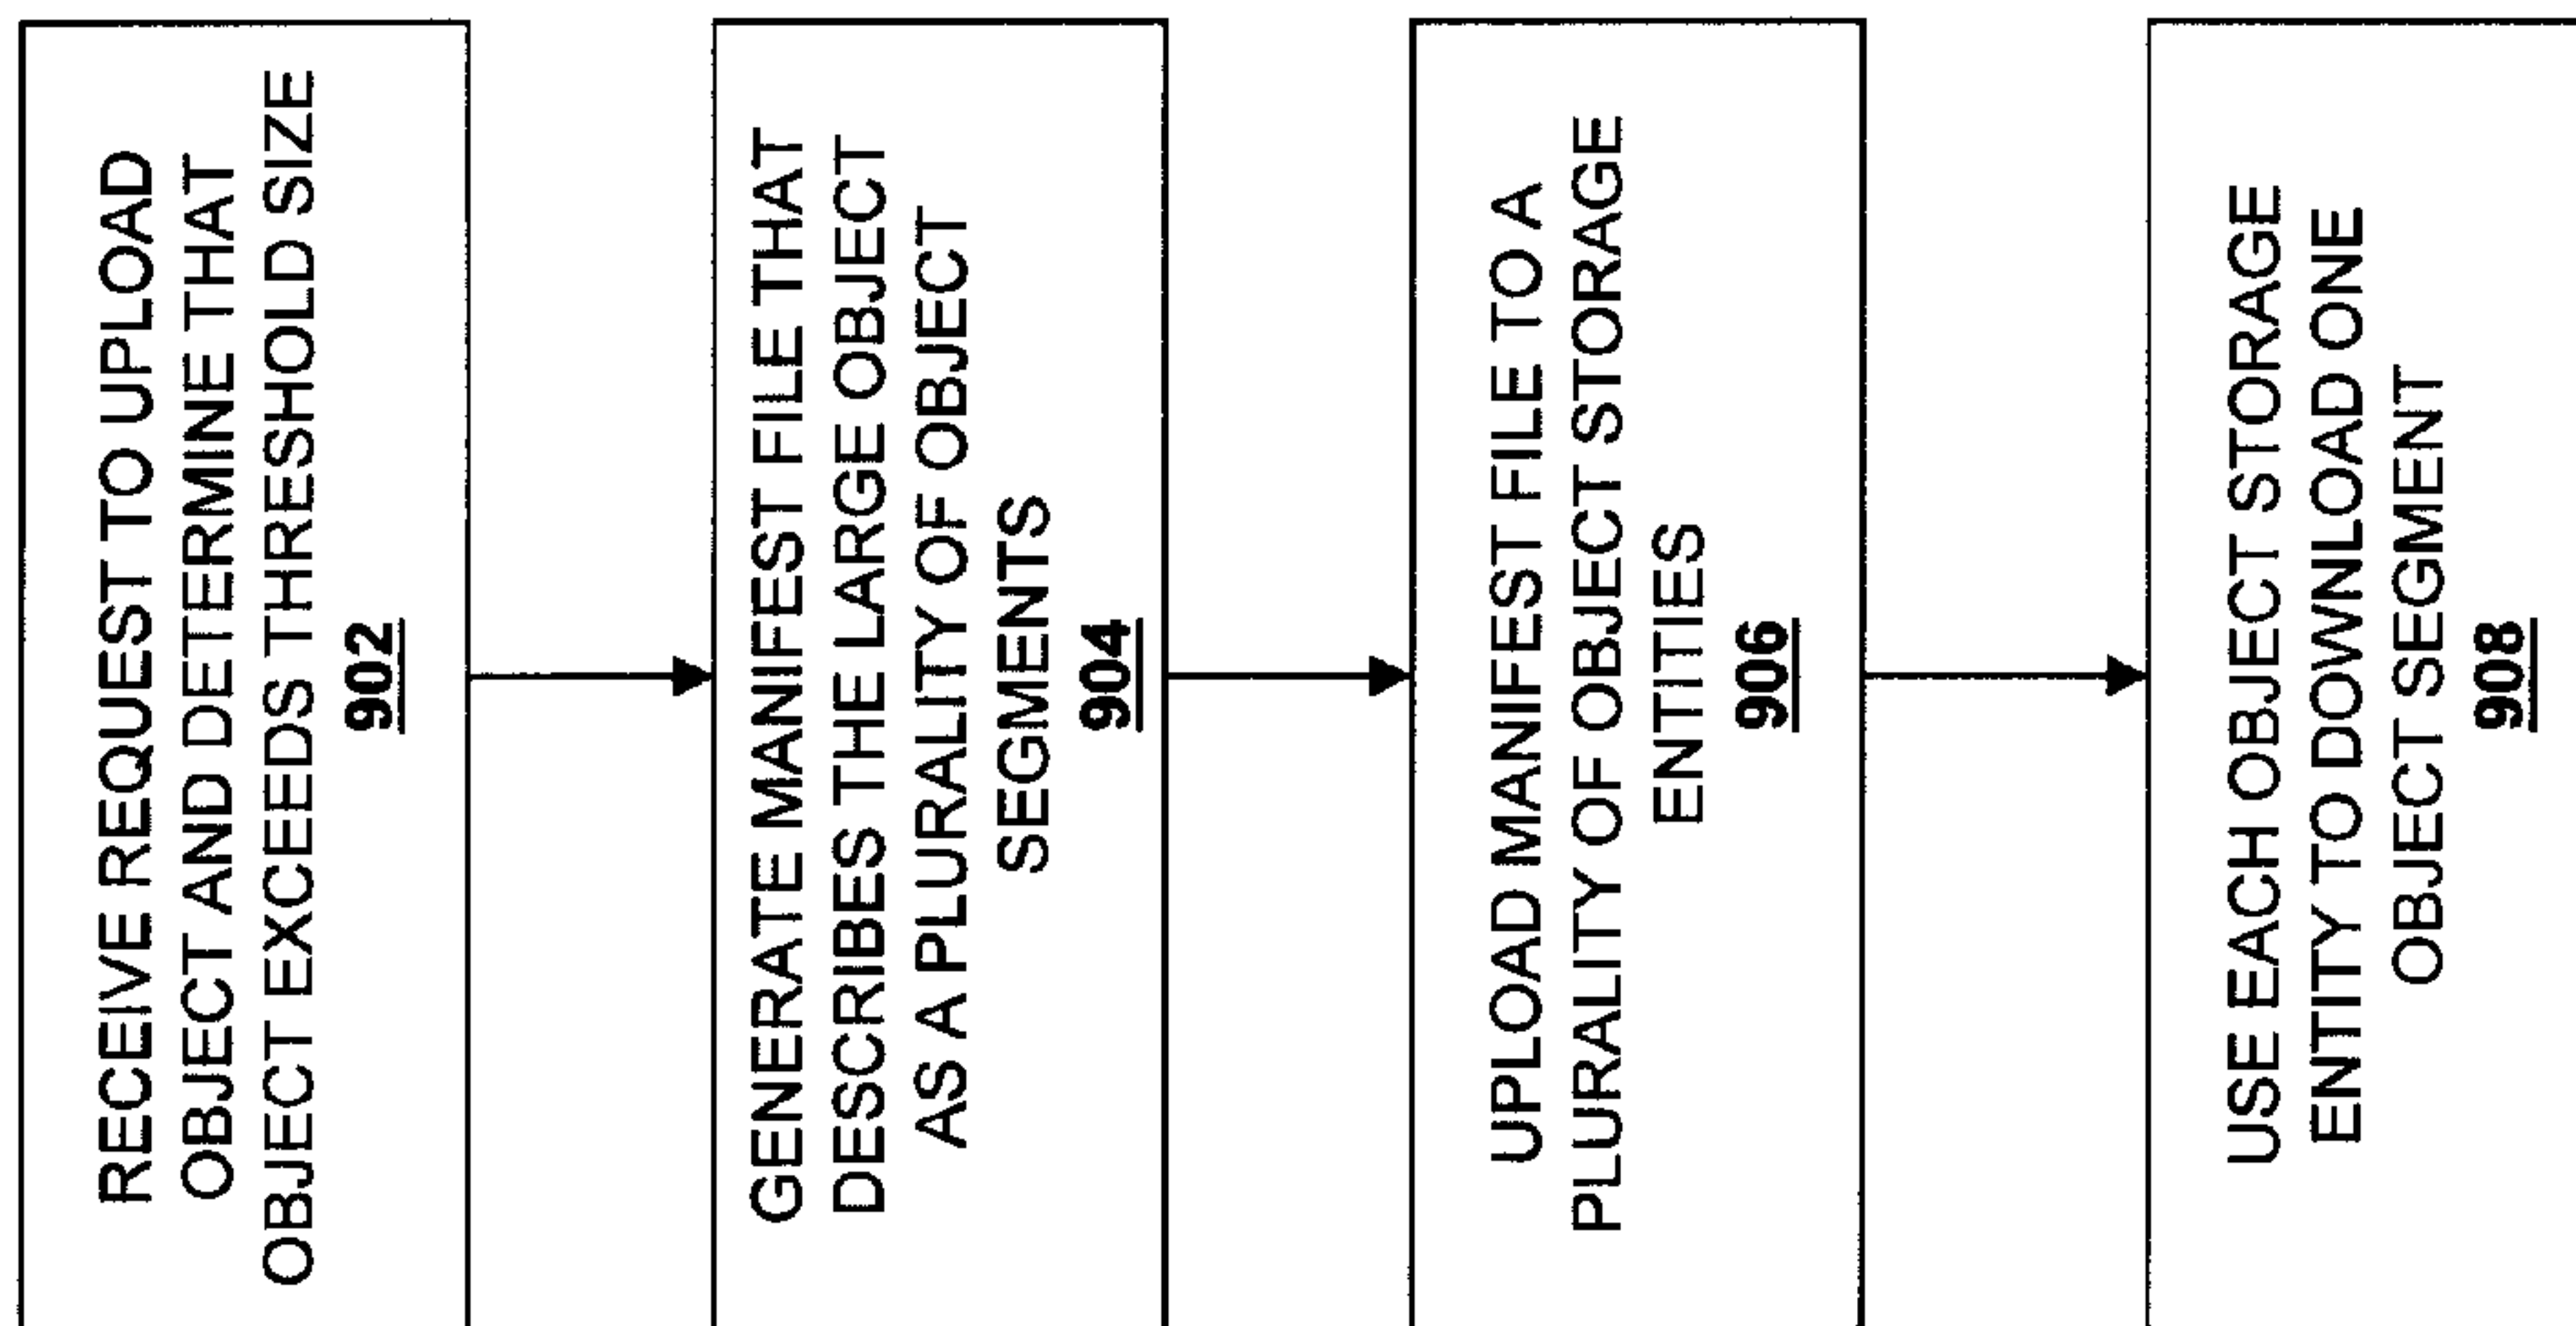 RECEIVE REQUEST TO UPLOAD
OBJECT AND DETERMINE THAT
OBJECT EXCEEDS THRESHOLD SIZE
902
GENERATE MANIFEST FILE THAT
DESCRIBES THE LARGE OBJECT
AS A PLURALITY OF OBJECT
SEGMENTS
904
UPLOAD MANIFEST FILE TO A
PLURALITY OF OBJECT STORAGE
ENTITIES
906
USE EACH OBJECT STORAGE
ENTITY TO DOWNLOAD ONE
OBJECT SEGMENT
908